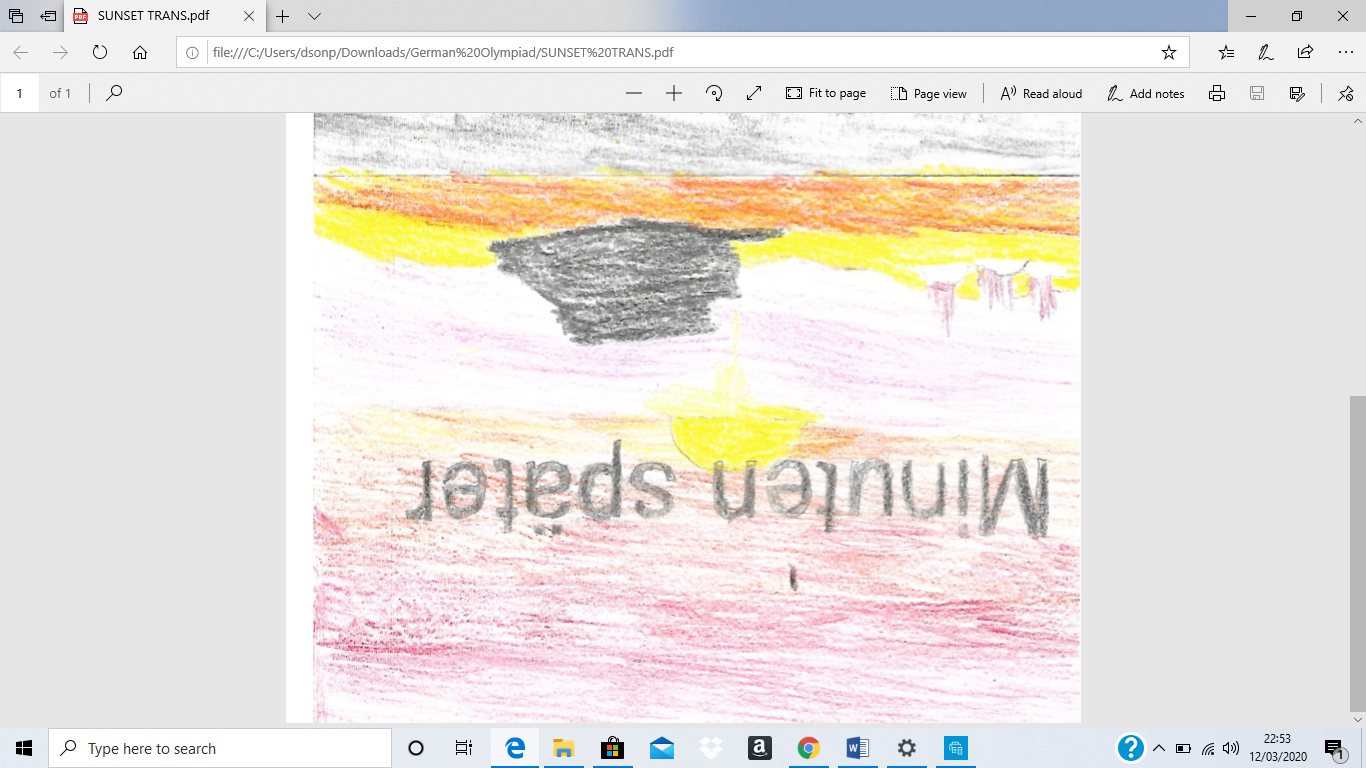 SUNSET TRANS.pdf
file:///C:/Users/dsonp/Downloads/German%20Olympiad/SUNSET%20TRANS.pdf
1 of 1 Fit to page Page view Read aloud Add notes
Minuten später
Type here to search
22:53
12/03/2020
1